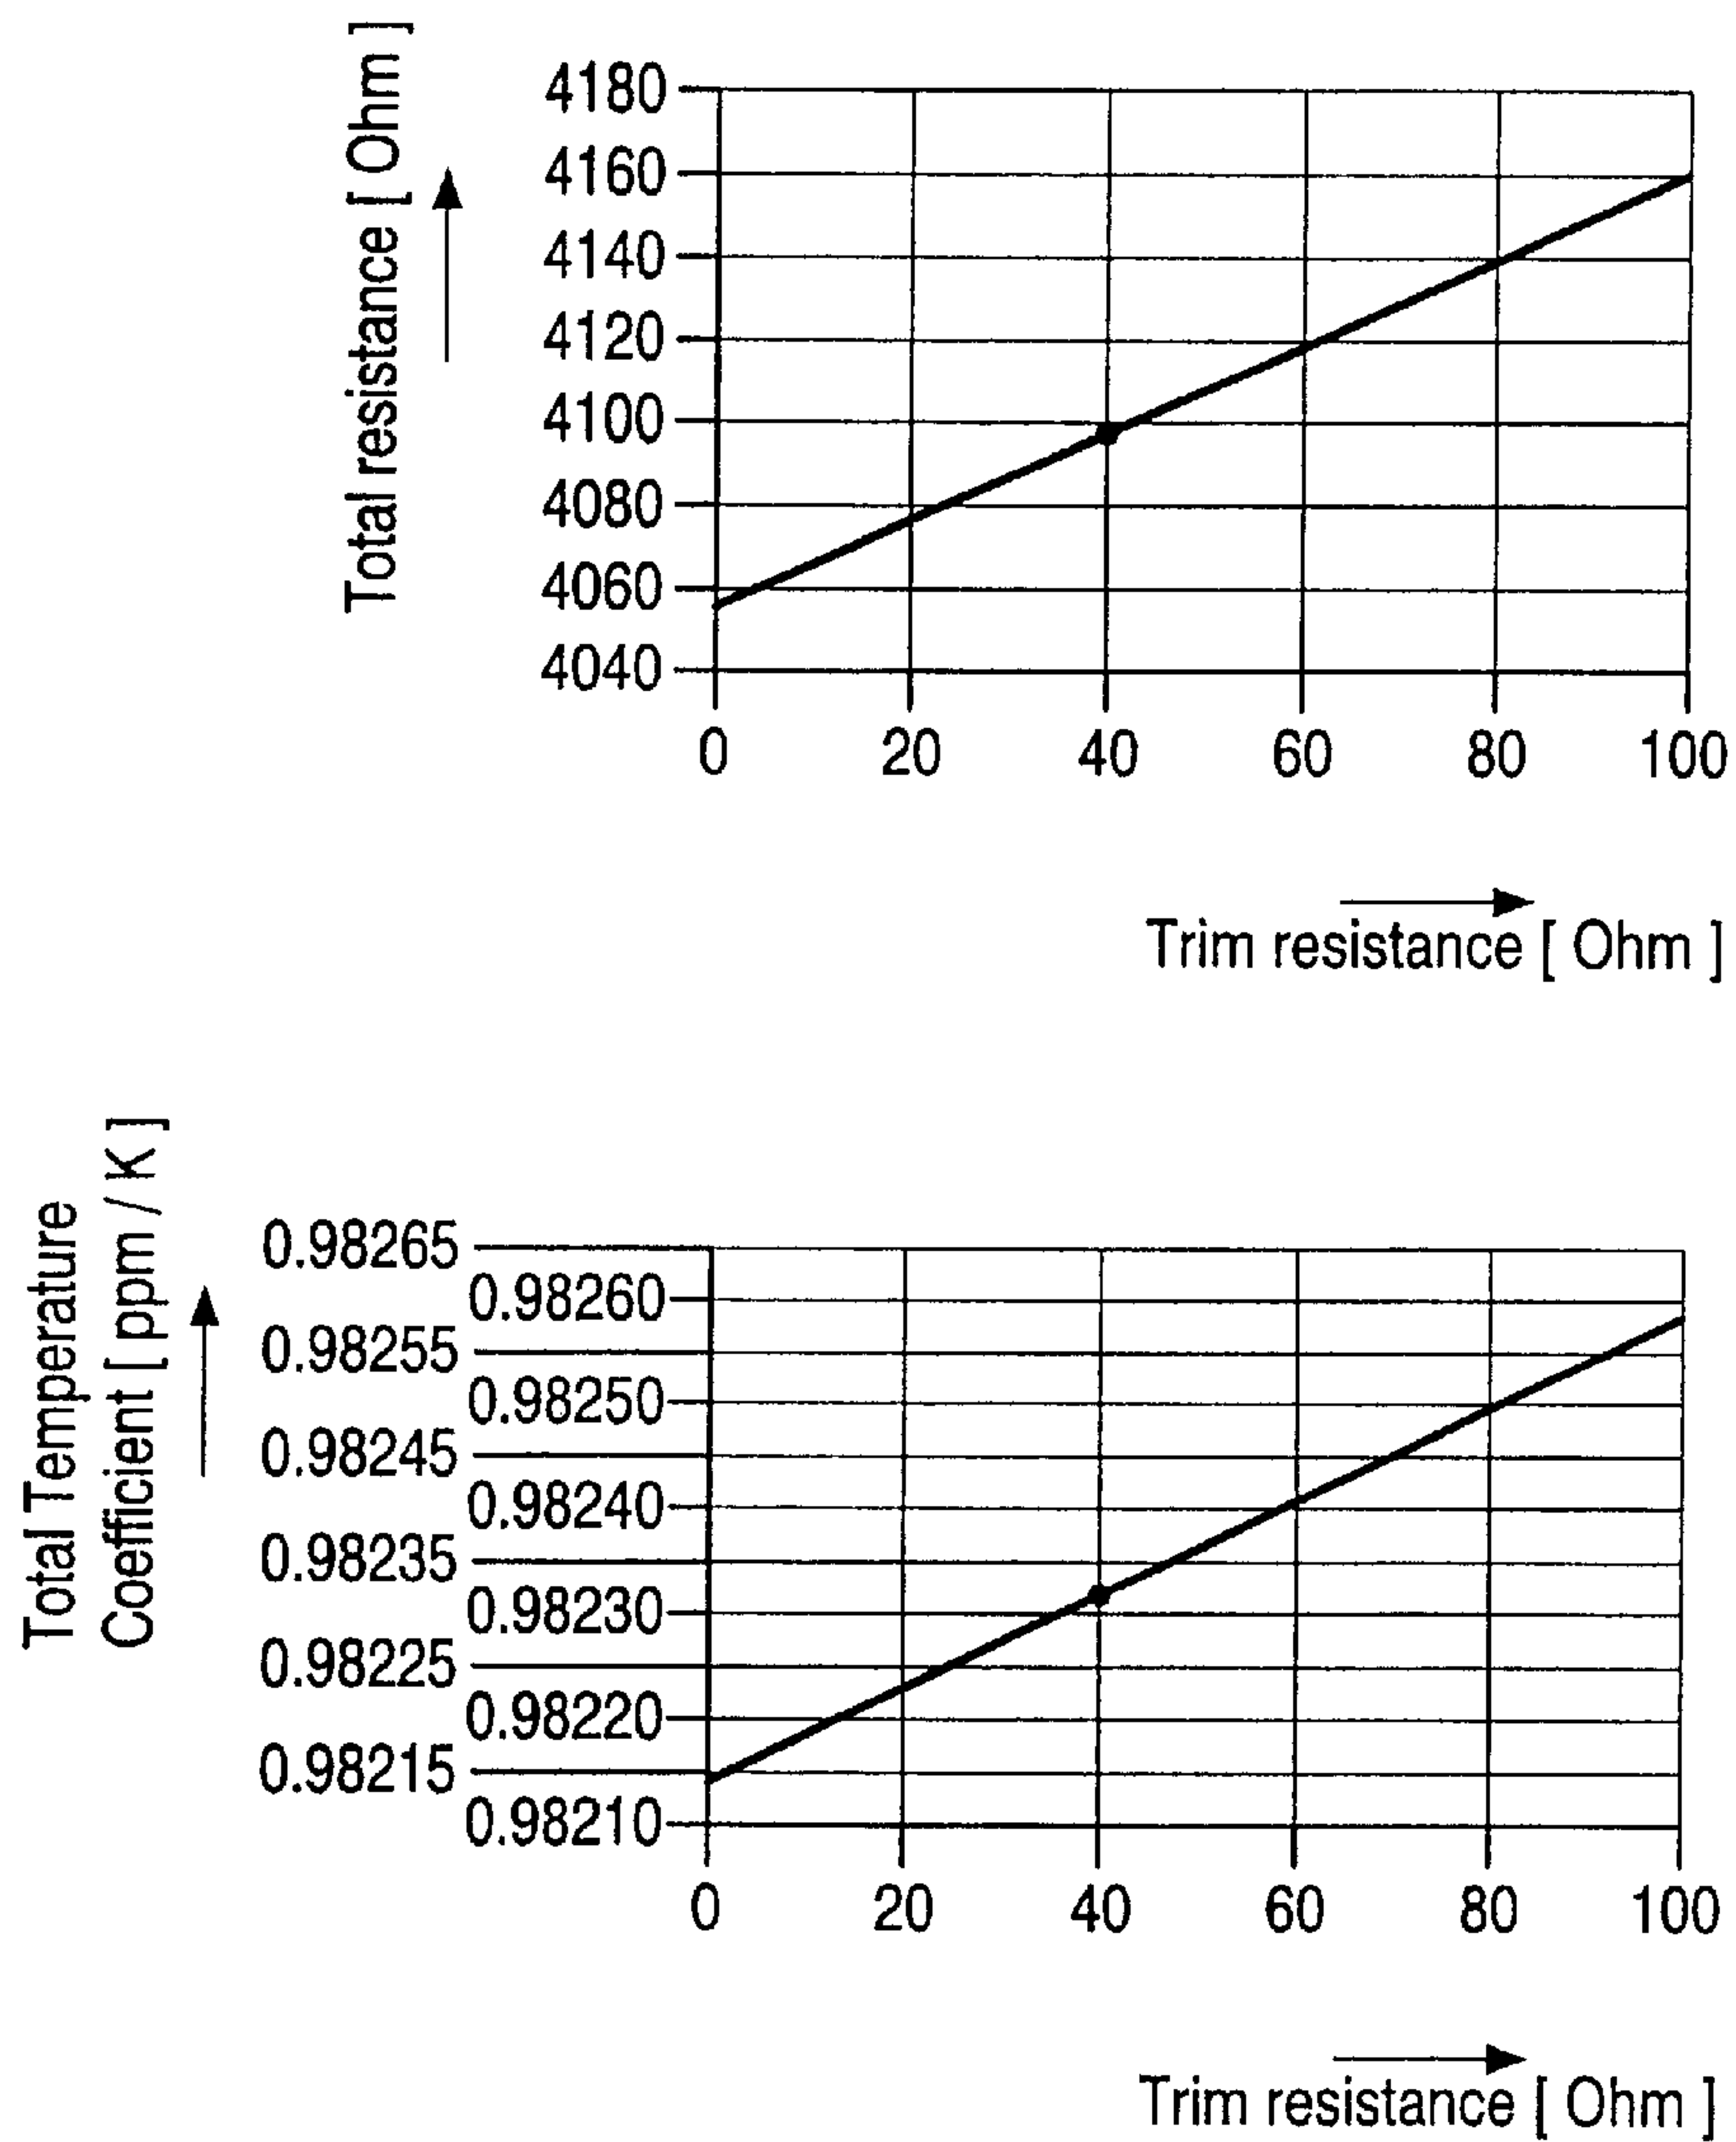 Total resistance [ Ohm ]
4180
4160
4140
4120
4100
4080
4060
4040
0 20 40 60 80 100
Trim resistance [ Ohm ]
Total Temperature
Coefficient [ ppm / K ]
0.98265
0.98260
0.98255
0.98250
0.98245
0.98240
0.98235
0.98230
0.98225
0.98220
0.98215
0.98210
0 20 40 60 80 100
Trim resistance [ Ohm ]